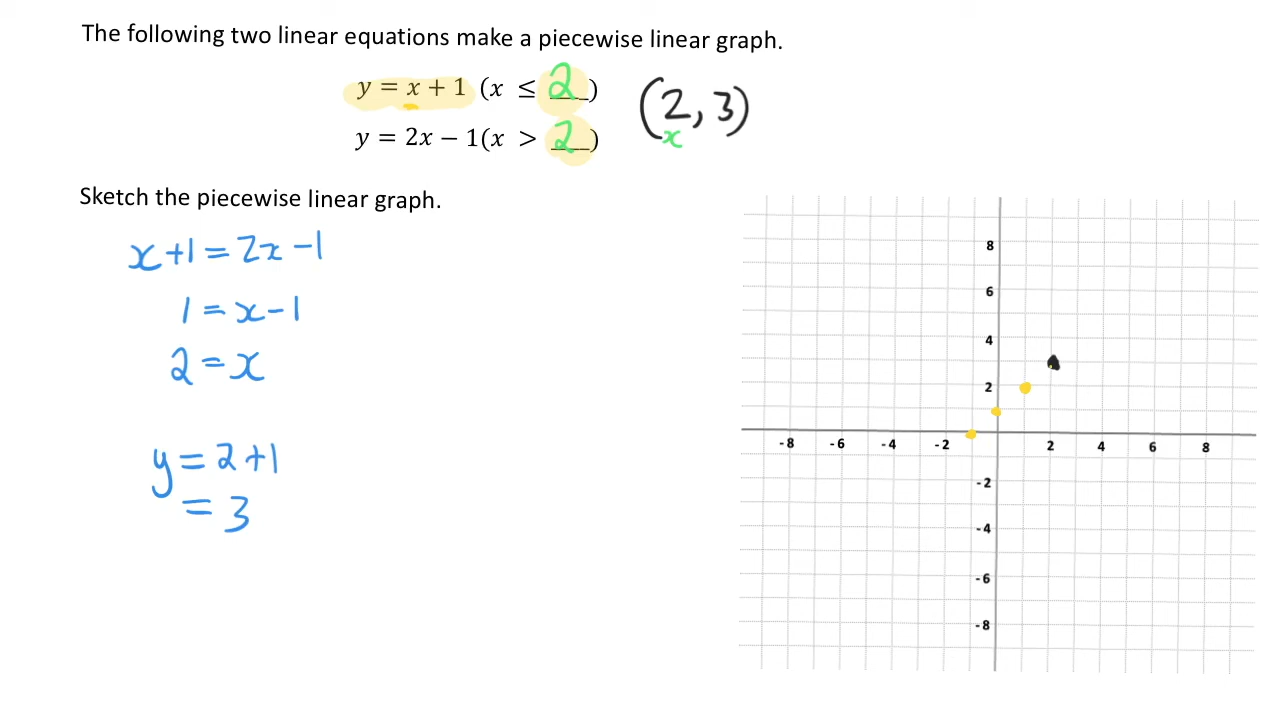 The following two linear equations make a piecewise linear graph.
y = x + 1 (x ≤ 2)
y = 2x − 1(x > 2)
(2, 3)
x
Sketch the piecewise linear graph.
x+1=2x-1
1=x-1
2=x
y=2+1
=3
8
6
4
2
-8 -6 -4 -2 2 4 6 8
-2
-4
-6
-8